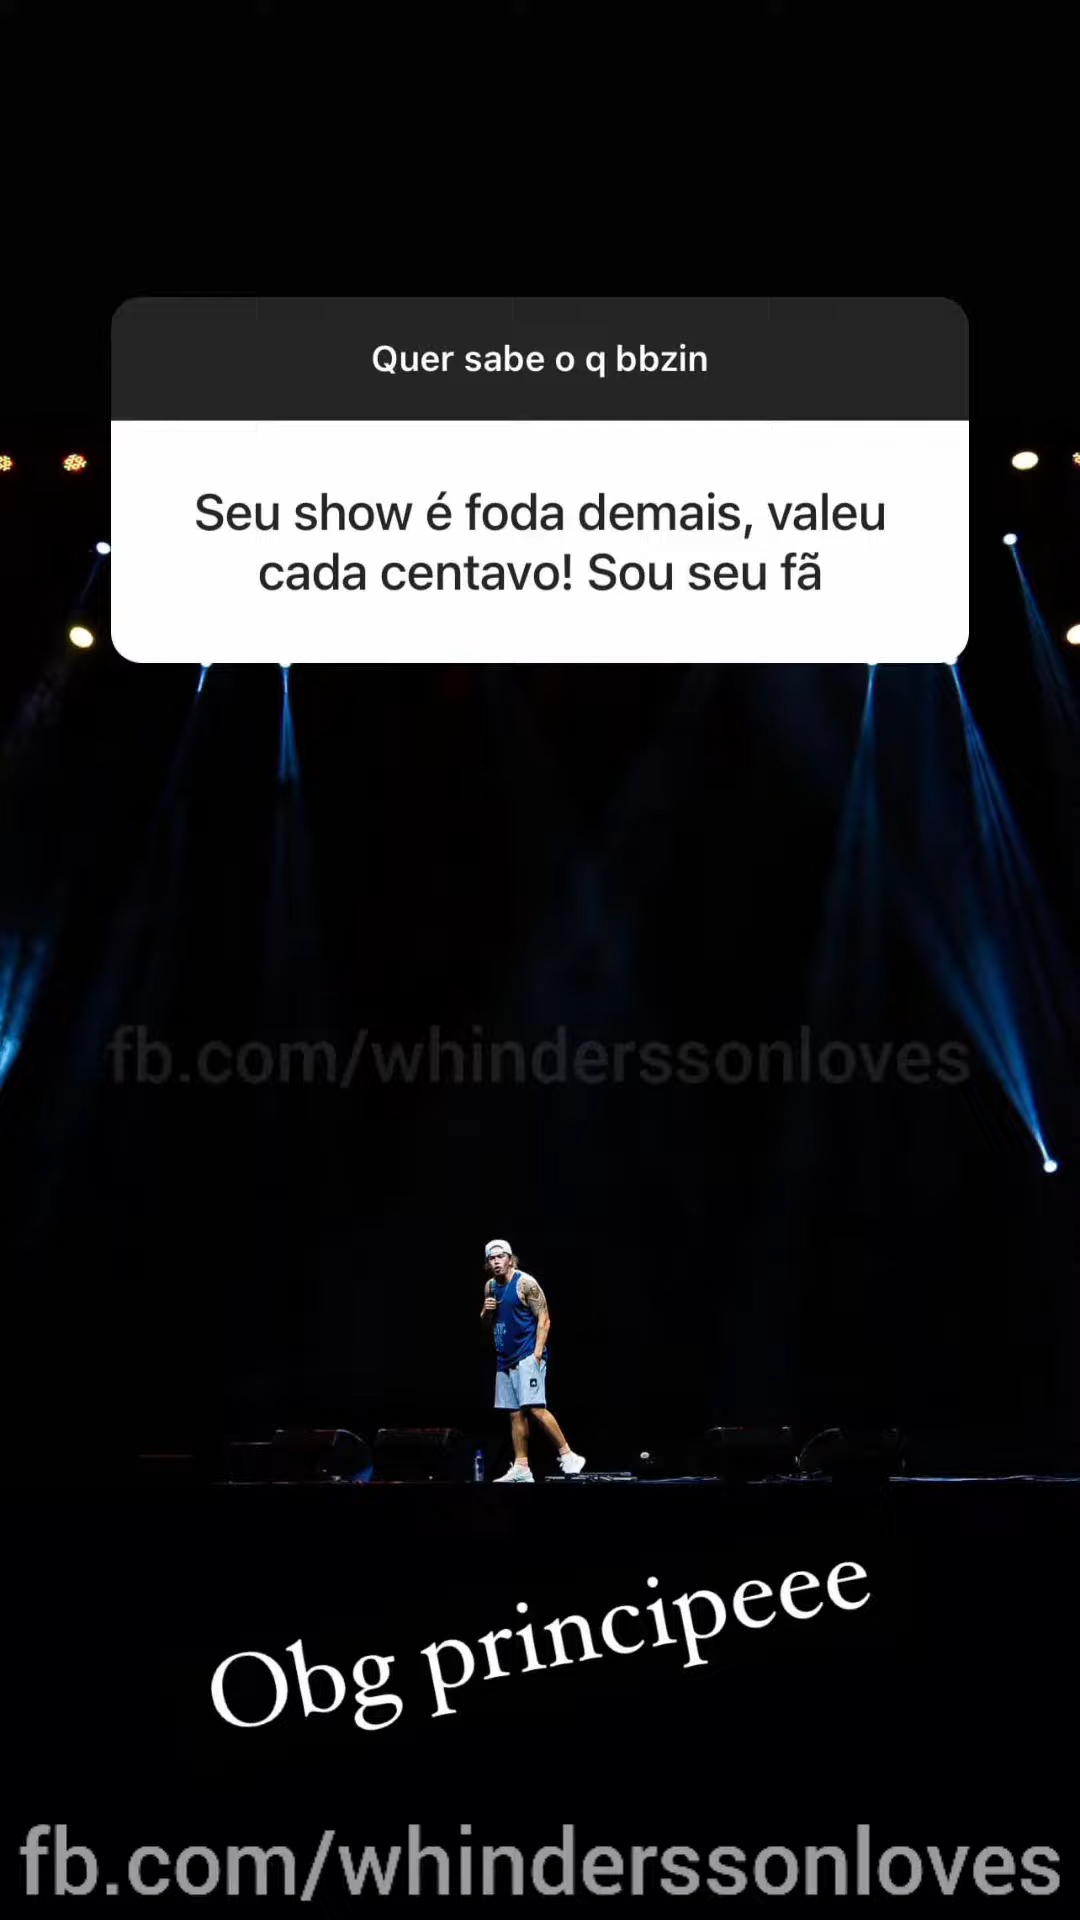 Quer sabe o q bbzin
Seu show é foda demais, valeu
cada centavo! Sou seu fã
fb.com/whinderssonloves
Obg principeee
fb.com/whinderssonloves